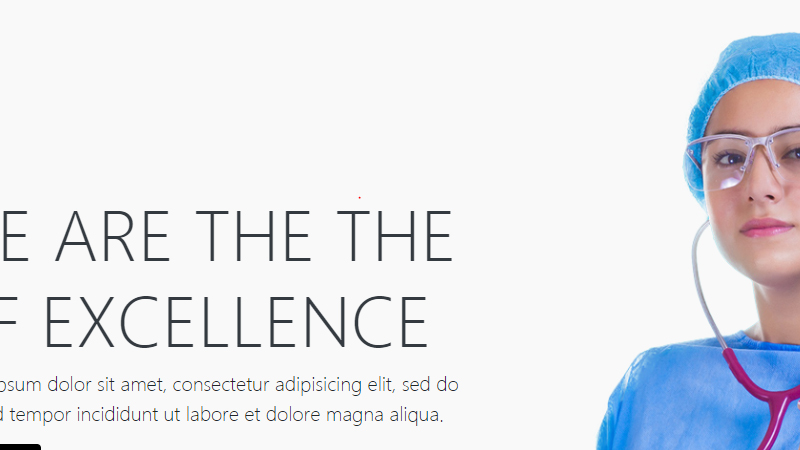 E ARE THE THE
F EXCELLENCE
psum dolor sit amet, consectetur adipisicing elit, sed do
d tempor incididunt ut labore et dolore magna aliqua.